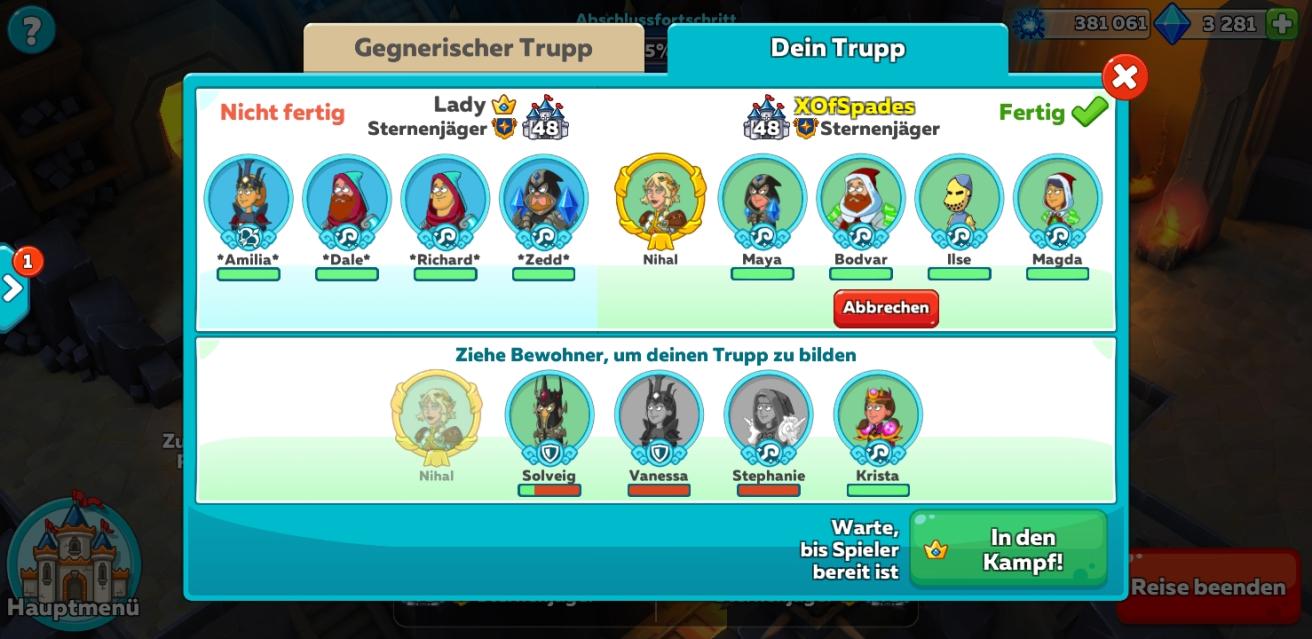 ?
Abschlussfortschritt
381 061
3 281
Gegnerischer Trupp
5%
Dein Trupp
Nicht fertig
Lady
Sternenjäger
48
XOfSpades
48
Sternenjäger
Fertig
*Amilia*
*Dale*
*Richard*
*Zedd*
Nihal
Maya
Bodvar
Ilse
Magda
1
Abbrechen
Ziehe Bewohner, um deinen Trupp zu bilden
Nihal
Solveig
Vanessa
Stephanie
Krista
Warte,
bis Spieler
bereit ist
In den
Kampf!
Reise beenden
Hauptmenü